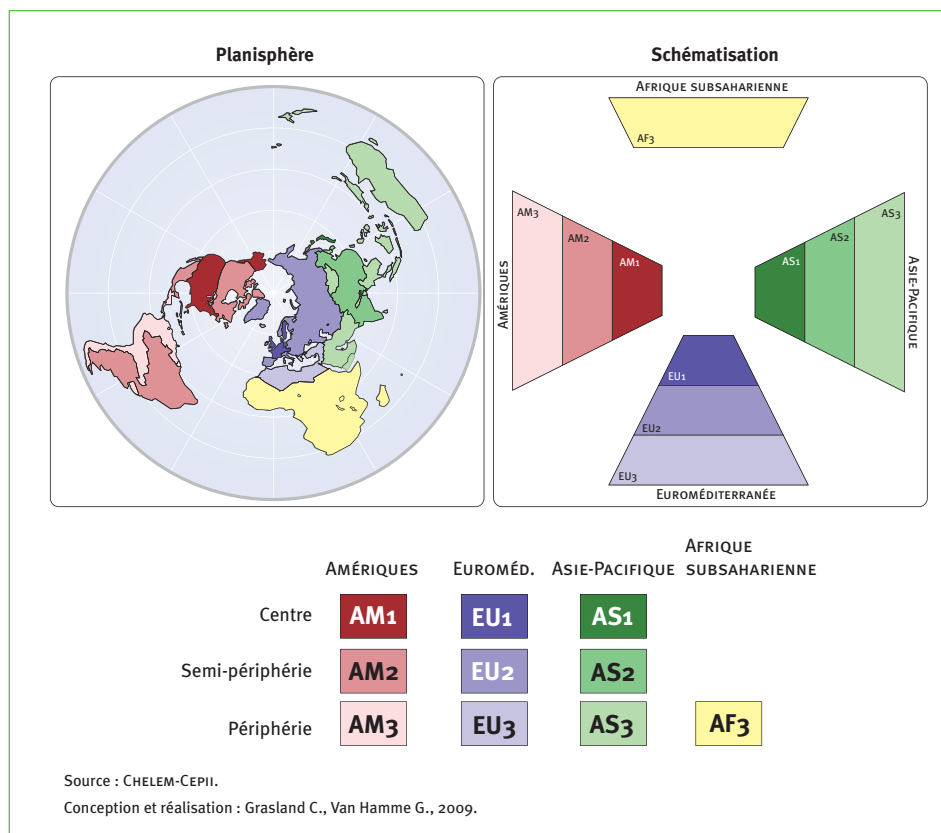 Planisphère
Schématisation
AFRIQUE SUBSAHARIENNE
AF3
AM3
AM2
AM1
AMÉRIQUES
AS3
AS2
AS1
ASIE-PACIFIQUE
EU1
EU2
EU3
EUROMÉDITERRANÉE
AMÉRIQUES EUROMÉD. ASIE-PACIFIQUE AFRIQUE
SUBSAHARIENNE
Centre AM1 EU1 AS1
Semi-périphérie AM2 EU2 AS2
Périphérie AM3 EU3 AS3 AF3
Source : CHELEM-CEPII.
Conception et réalisation : Grasland C., Van Hamme G., 2009.